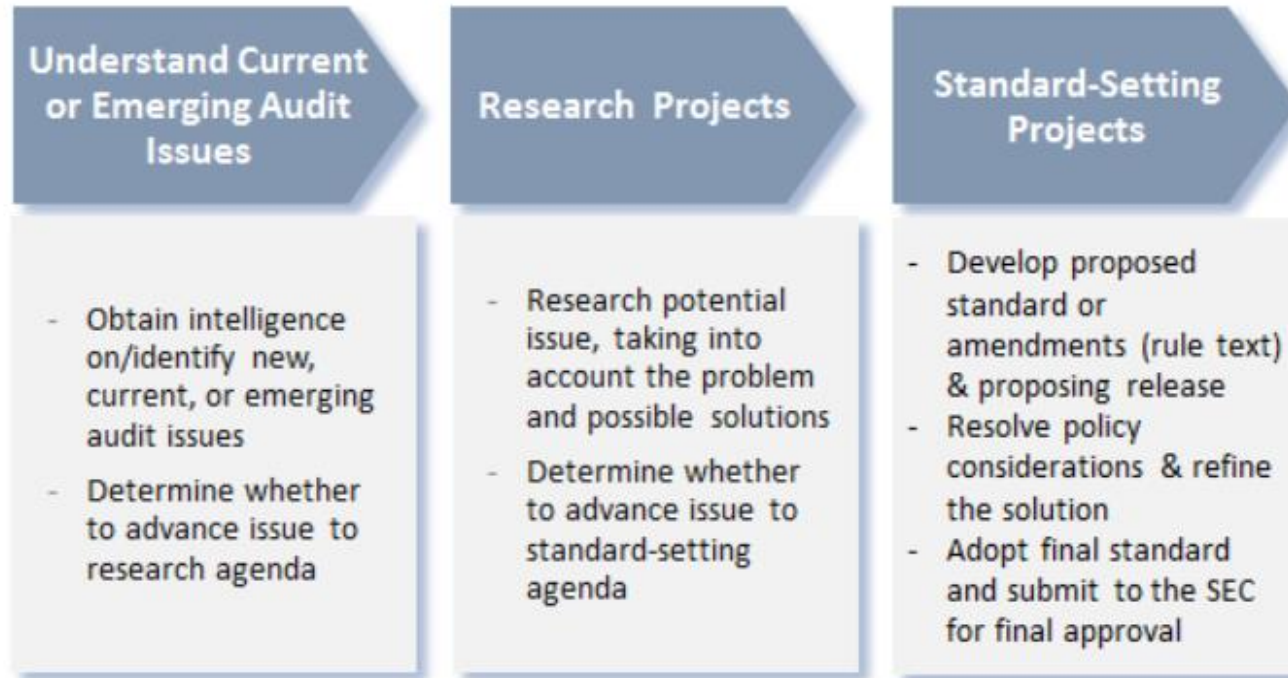 Understand Current
or Emerging Audit
Issues
Research Projects
Standard-Setting
Projects
- Obtain intelligence
on/identify new,
current, or emerging
audit issues
- Determine whether
to advance issue to
research agenda
- Research potential
issue, taking into
account the problem
and possible solutions
- Determine whether
to advance issue to
standard-setting
agenda
- Develop proposed
standard or
amendments (rule text)
& proposing release
- Resolve policy
considerations & refine
the solution
- Adopt final standard
and submit to the SEC
for final approval